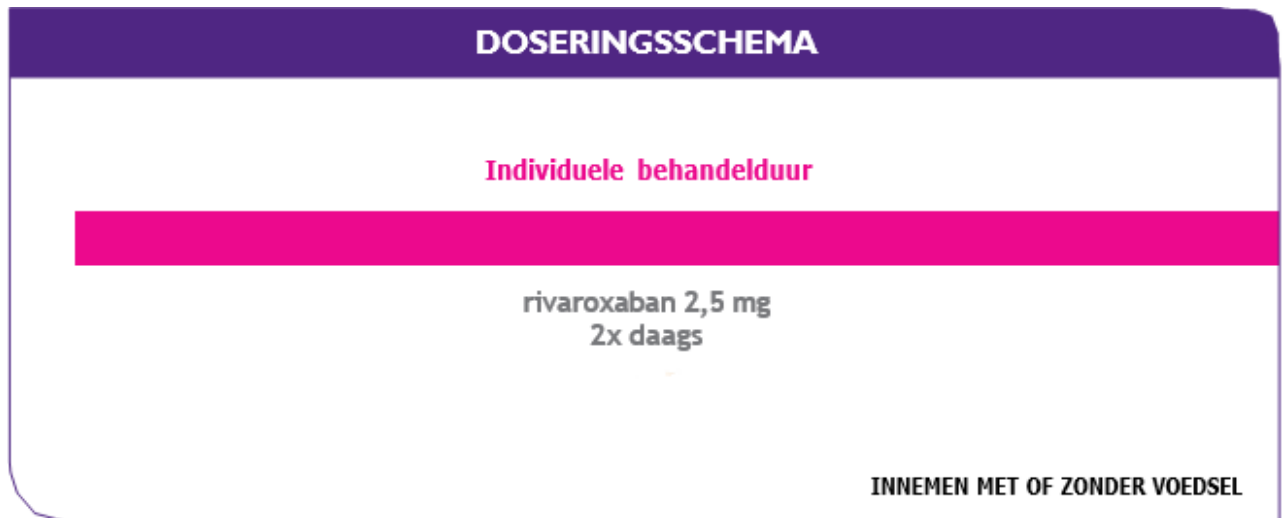 DOSERINGSSCHEMA
Individuele behandelduur
rivaroxaban 2,5 mg
2x daags
INNEMEN MET OF ZONDER VOEDSEL